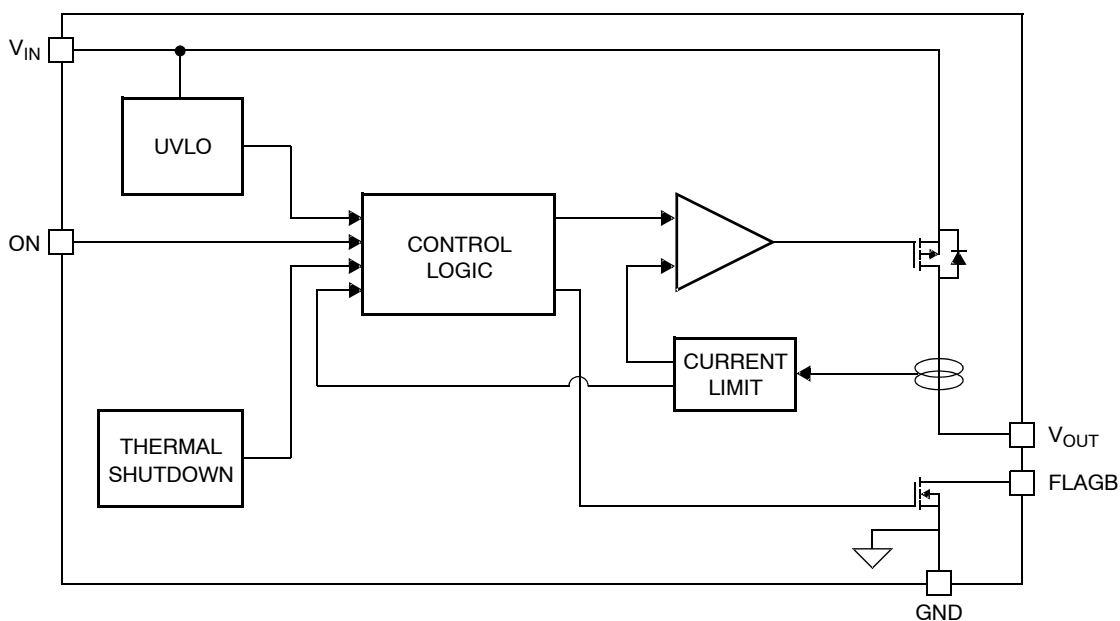 VIN
UVLO
ON
CONTROL
LOGIC
CURRENT
LIMIT
THERMAL
SHUTDOWN
VOUT
FLAGB
GND